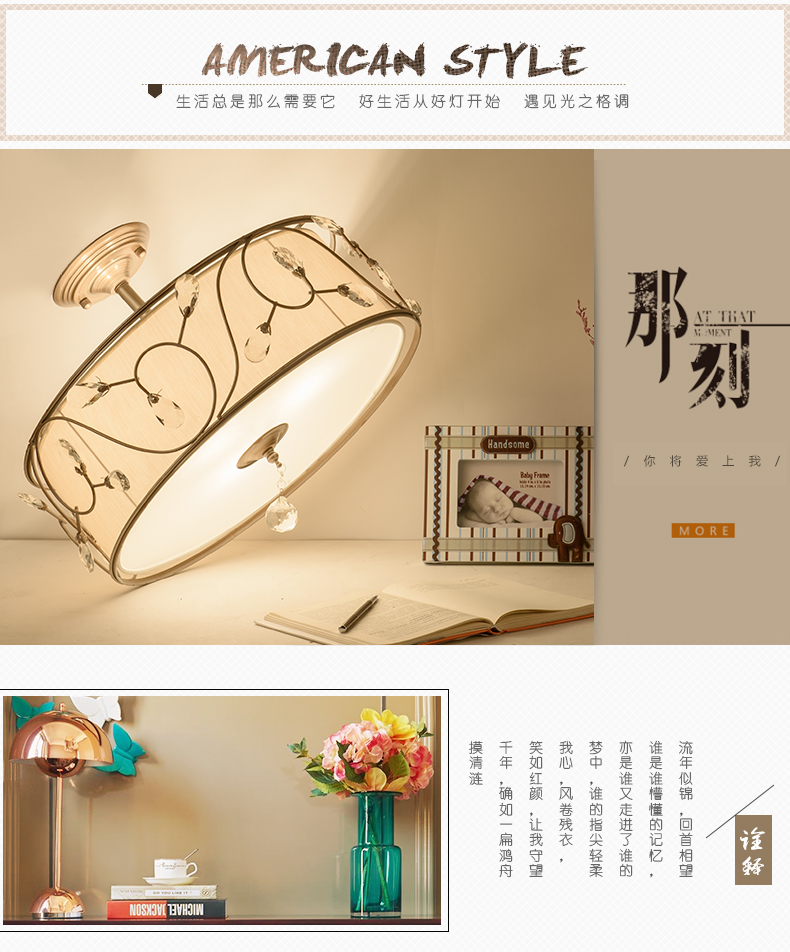 AMERICAN STYLE
生活总是那么需要它 好生活从好灯开始 遇见光之格调
那
AT THAT
MOMENT
刻
/ 你 将 爱 上 我 /
MORE
Handsome
Baby Frame
诠
释
流年似锦，回首相望
谁是谁懵懂的记忆，
亦是谁又走进了谁的
梦中，谁的指尖轻柔
我心，风卷残衣，
笑如红颜，让我守望
千年，确如一扁鸿舟
摸清涟
DO YOU LIKE IT
MICHAEL JACKSON